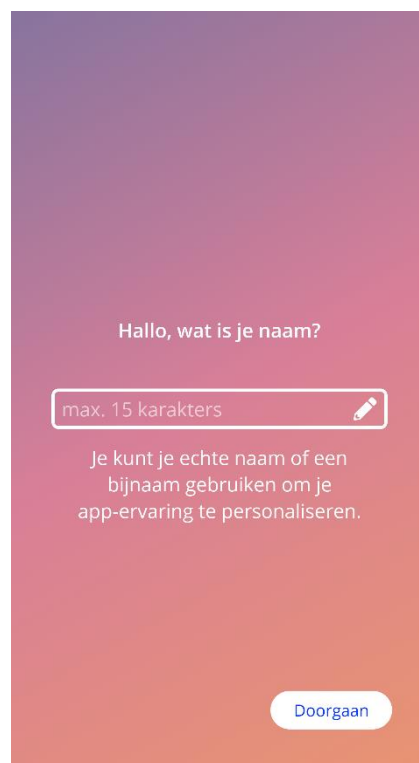 Hallo, wat is je naam?
max. 15 karakters
Je kunt je echte naam of een
bijnaam gebruiken om je
app-ervaring te personaliseren.
Doorgaan